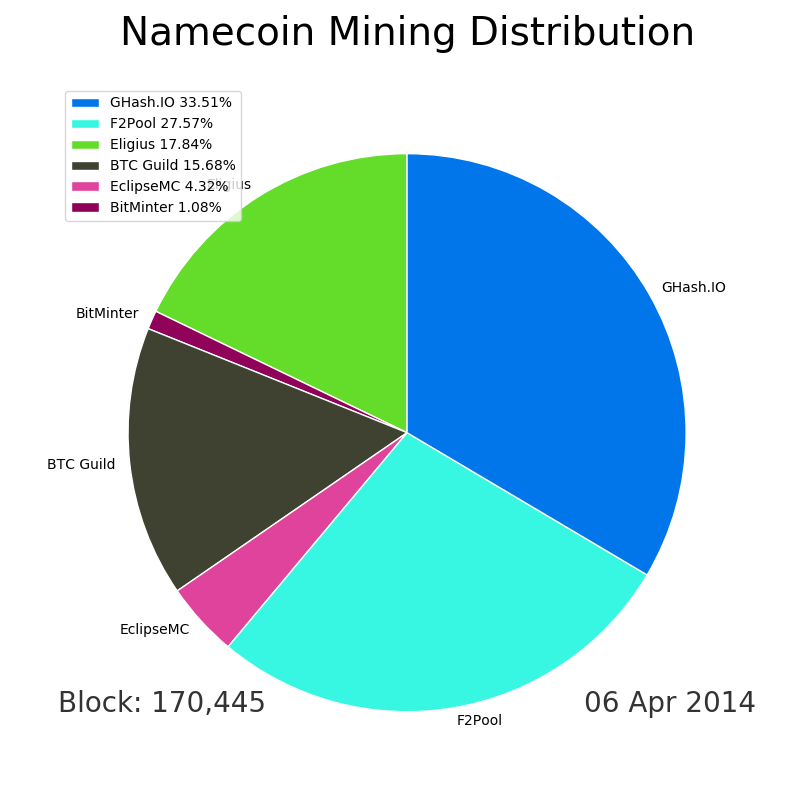 Namecoin Mining Distribution
GHash.IO 33.51%
F2Pool 27.57%
Eligius 17.84%
BTC Guild 15.68%
EclipseMC 4.32%
BitMinter 1.08%
Eligius
GHash.IO
BitMinter
BTC Guild
EclipseMC
Block: 170,445
06 Apr 2014
F2Pool